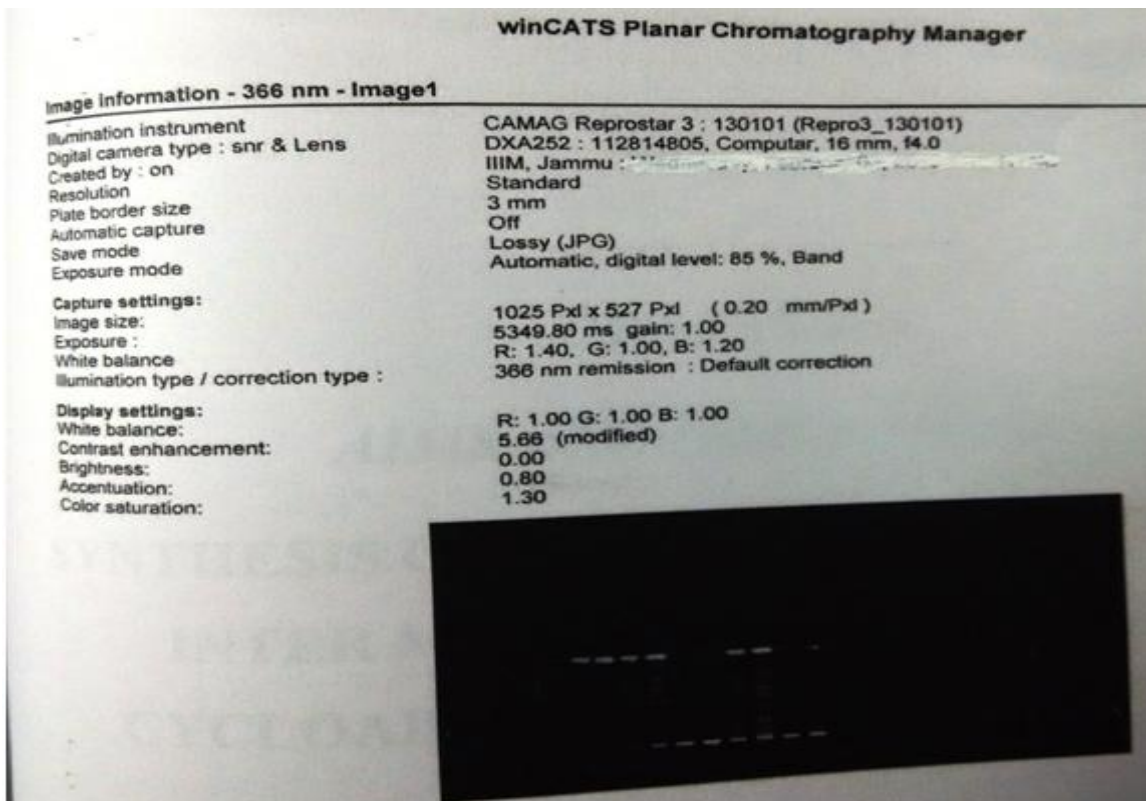 winCATS Planar Chromatography Manager
Image Information - 366 nm - Image1
Illumination instrument CAMAG Reprostar 3 : 130101 (Repro3_130101)
Digital camera type : snr & Lens DXA252 : 112814805, Computar, 16 mm, f4.0
Created by : on IIIM, Jammu :
Resolution Standard
Plate border size 3 mm
Automatic capture Off
Save mode Lossy (JPG)
Exposure mode Automatic, digital level: 85 %, Band
Capture settings:
Image size: 1025 Pxl x 527 Pxl ( 0.20 mm/Pxl )
Exposure : 5349.80 ms gain: 1.00
White balance R: 1.40, G: 1.00, B: 1.20
Illumination type / correction type : 366 nm remission : Default correction
Display settings:
White balance: R: 1.00 G: 1.00 B: 1.00
Contrast enhancement: 5.66 (modified)
Brightness: 0.00
Accentuation: 0.80
Color saturation: 1.30
SYNTHESIS